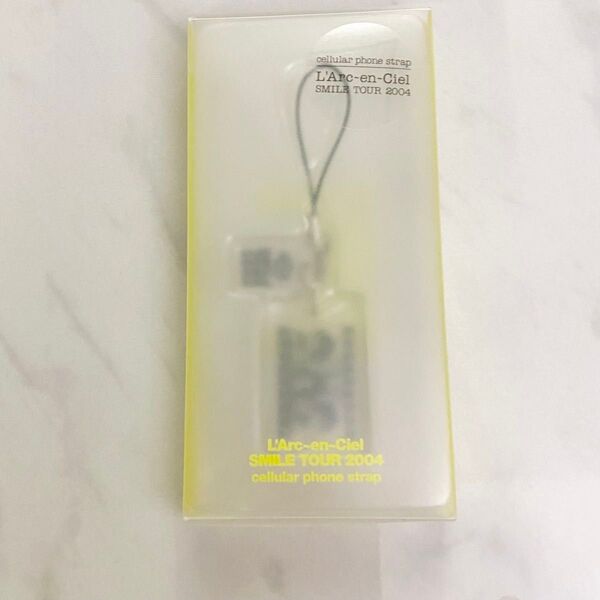 cellular phone strap
L'Arc-en-Ciel
SMILE TOUR 2004
L'Arc~en~Ciel
SMILE TOUR 2004
cellular phone strap